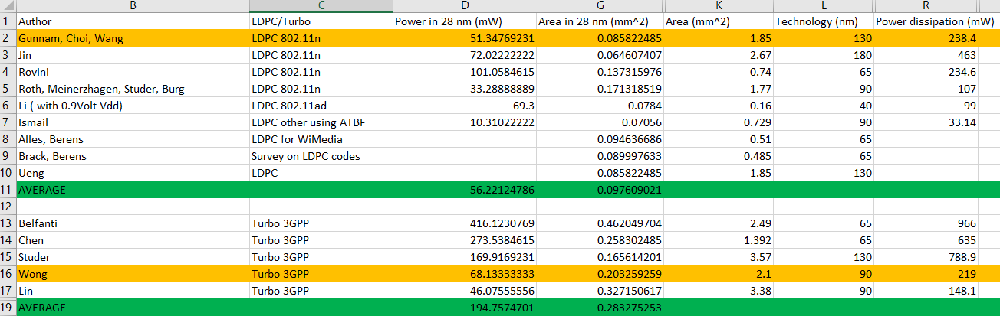 B C D G K L R
1 Author LDPC/Turbo Power in 28 nm (mW) Area in 28 nm (mm^2) Area (mm^2) Technology (nm) Power dissipation (mW)
2 Gunnam, Choi, Wang LDPC 802.11n 51.34769231 0.085822485 1.85 130 238.4
3 Jin LDPC 802.11n 72.02222222 0.064607407 2.67 180 463
4 Rovini LDPC 802.11n 101.0584615 0.137315976 0.74 65 234.6
5 Roth, Meinerzhagen, Studer, Burg LDPC 802.11n 33.28888889 0.171318519 1.77 90 107
6 Li ( with 0.9Volt Vdd) LDPC 802.11ad 69.3 0.0784 0.16 40 99
7 Ismail LDPC other using ATBF 10.31022222 0.07056 0.729 90 33.14
8 Alles, Berens LDPC for WiMedia 0.094636686 0.51 65
9 Brack, Berens Survey on LDPC codes 0.089997633 0.485 65
10 Ueng LDPC 0.085822485 1.85 130
11 AVERAGE 56.22124786 0.097609021
12
13 Belfanti Turbo 3GPP 416.1230769 0.462049704 2.49 65 966
14 Chen Turbo 3GPP 273.5384615 0.258302485 1.392 65 635
15 Studer Turbo 3GPP 169.9169231 0.165614201 3.57 130 788.9
16 Wong Turbo 3GPP 68.13333333 0.203259259 2.1 90 219
17 Lin Turbo 3GPP 46.07555556 0.327150617 3.38 90 148.1
19 AVERAGE 194.7574701 0.283275253